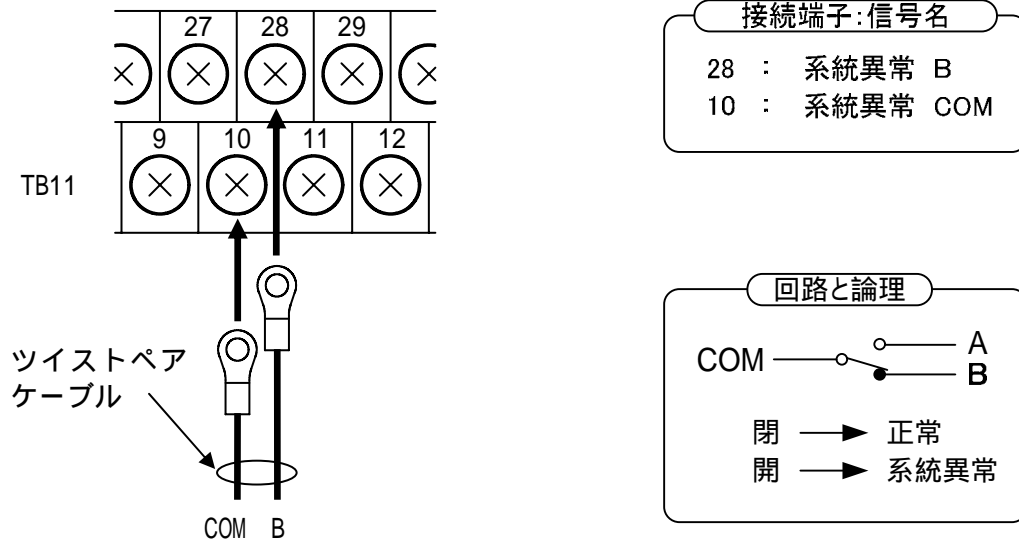 27 28 29
9 10 11 12
TB11
ツイストペア
ケーブル
COM B
接続端子:信号名
28 : 系統異常 B
10 : 系統異常 COM
回路と論理
A
COM
B
閉 → 正常
開 → 系統異常